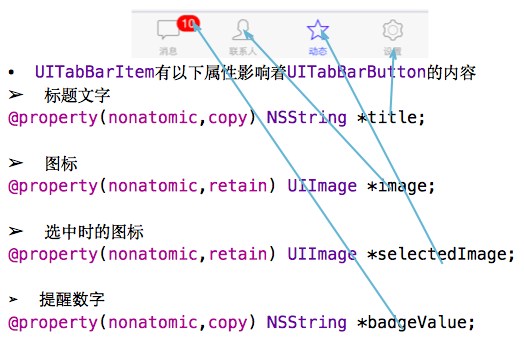 10
消息 联系人 动态 设置
• UITabBarItem有以下属性影响着UITabBarButton的内容
➢ 标题文字
@property(nonatomic,copy) NSString *title;
➢ 图标
@property(nonatomic,retain) UIImage *image;
➢ 选中时的图标
@property(nonatomic,retain) UIImage *selectedImage;
➢ 提醒数字
@property(nonatomic,copy) NSString *badgeValue;